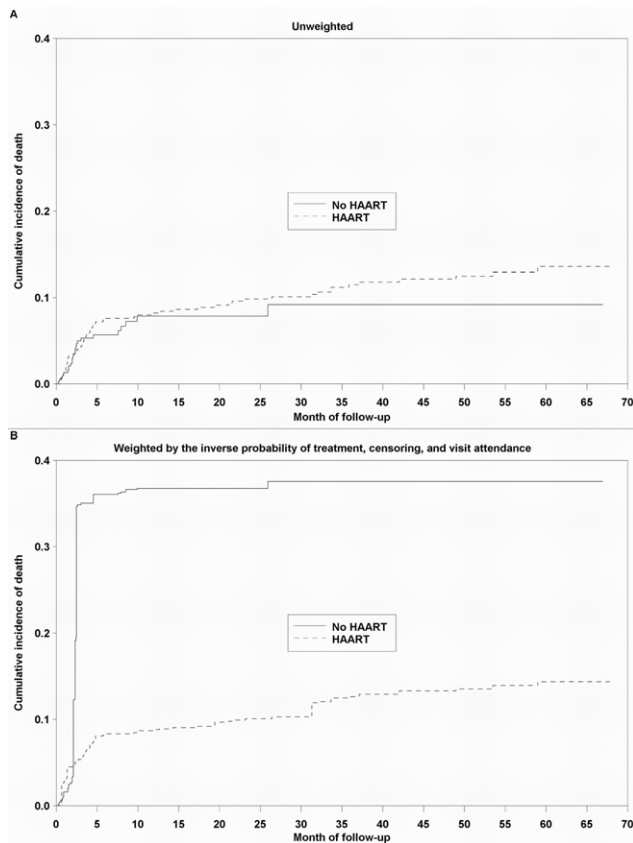 A
Unweighted
0.4
0.3
0.2
0.1
0.0
Cumulative incidence of death
No HAART
HAART
0 5 10 15 20 25 30 35 40 45 50 55 60 65 70
Month of follow-up
B
Weighted by the inverse probability of treatment, censoring, and visit attendance
0.4
0.3
0.2
0.1
0.0
Cumulative incidence of death
No HAART
HAART
0 5 10 15 20 25 30 35 40 45 50 55 60 65 70
Month of follow-up